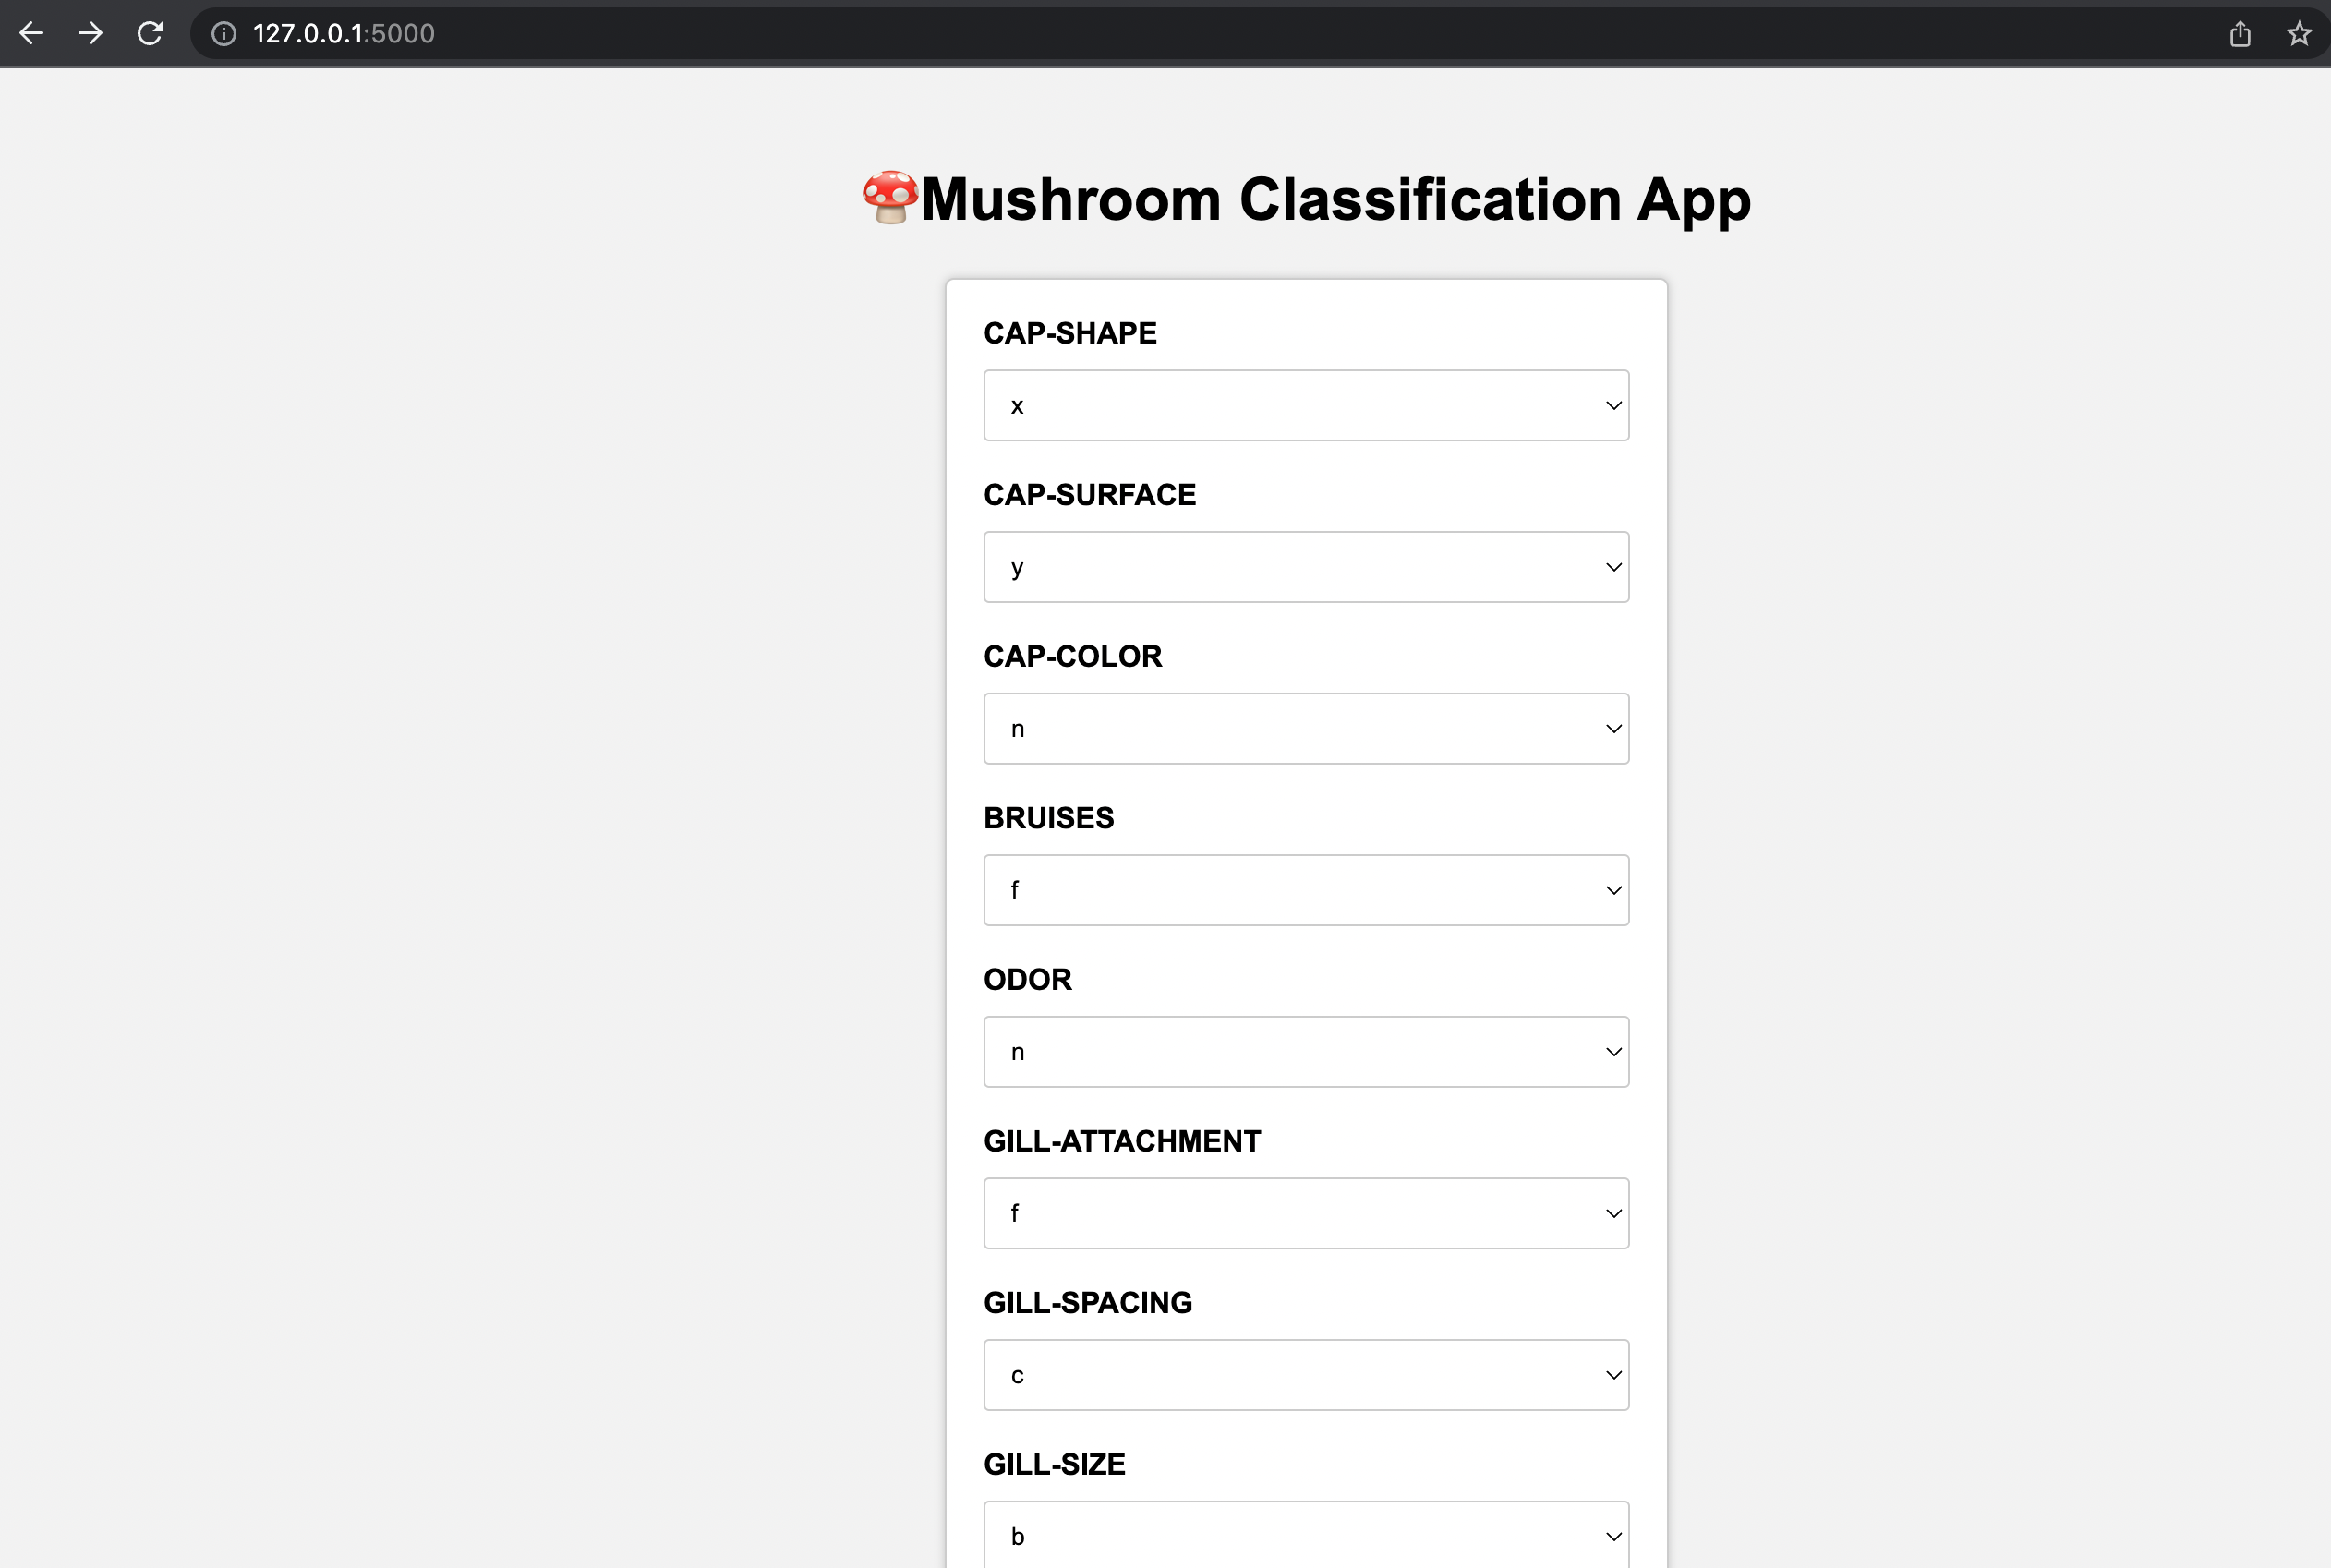 127.0.0.1:5000
🍄Mushroom Classification App
CAP-SHAPE
x
CAP-SURFACE
y
CAP-COLOR
n
BRUISES
f
ODOR
n
GILL-ATTACHMENT
f
GILL-SPACING
c
GILL-SIZE
b